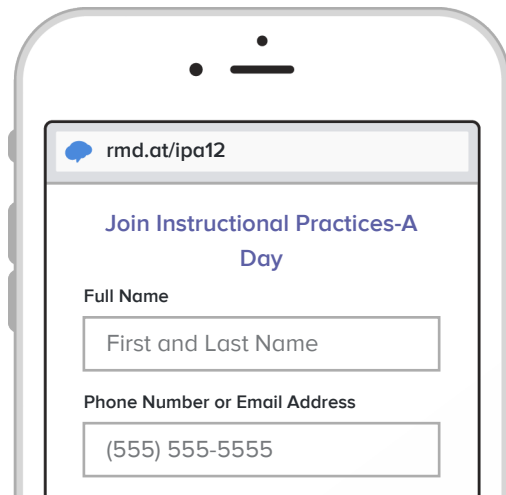 rmd.at/ipa12
Join Instructional Practices-A
Day
Full Name
First and Last Name
Phone Number or Email Address
(555) 555-5555